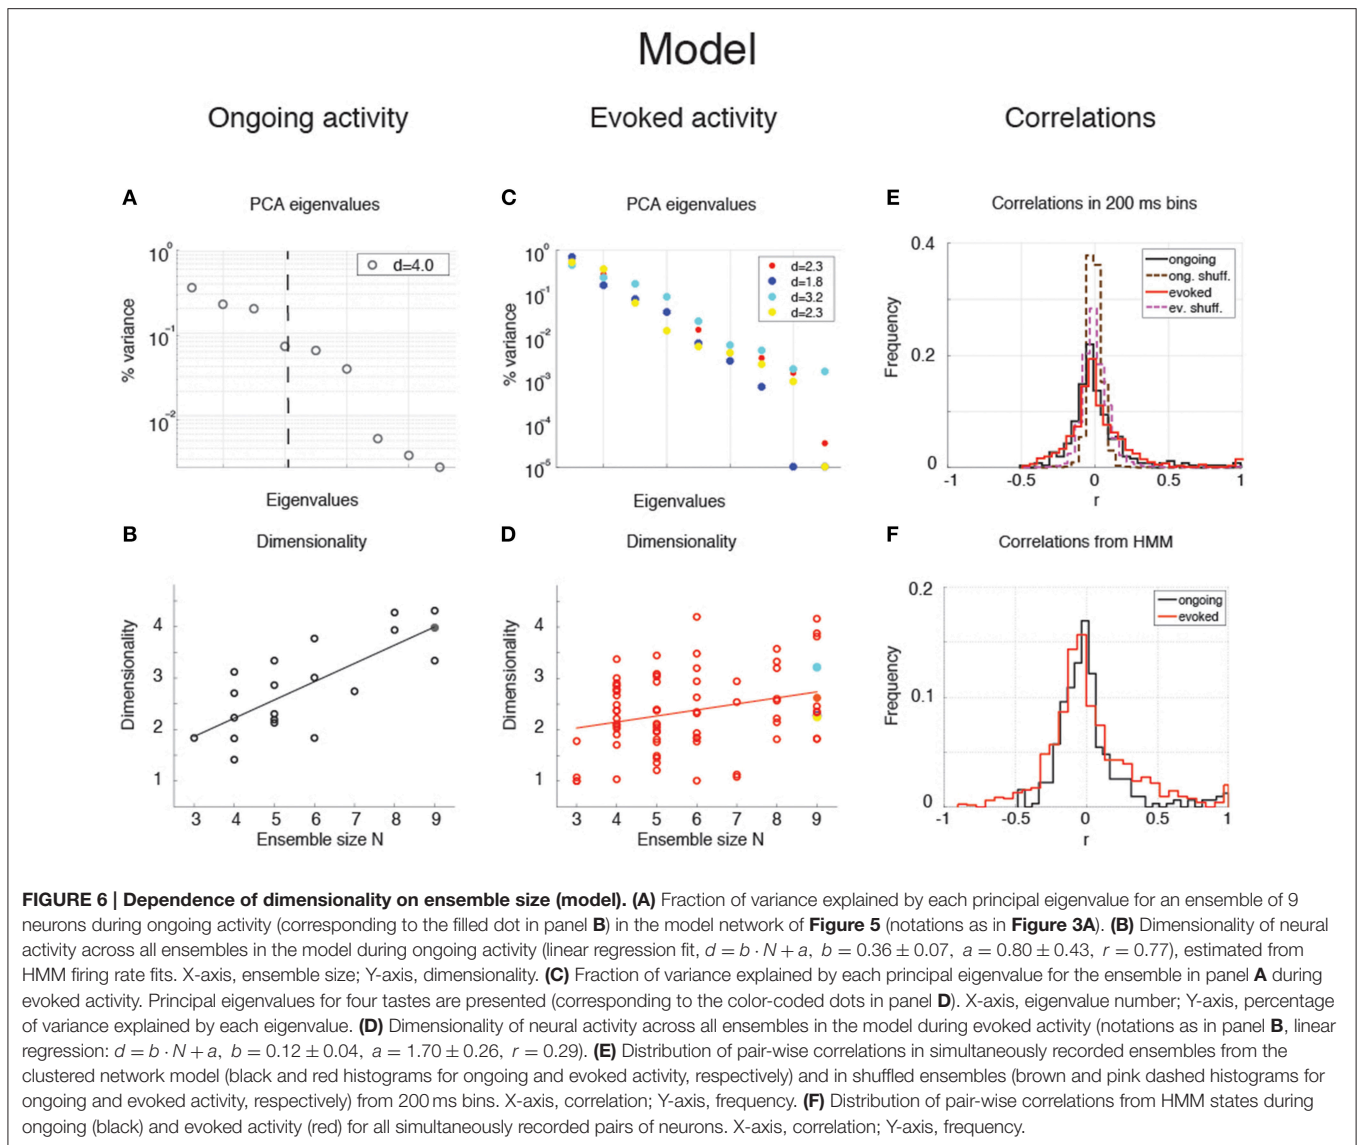 Model
Ongoing activity
Evoked activity
Correlations
A
PCA eigenvalues
10⁰
10⁻¹
10⁻²
% variance
d=4.0
Eigenvalues
C
PCA eigenvalues
10⁰
10⁻¹
10⁻²
10⁻³
10⁻⁴
10⁻⁵
% variance
d=2.3
d=1.8
d=3.2
d=2.3
Eigenvalues
E
Correlations in 200 ms bins
0.4
0.2
0
Frequency
ongoing
ong. shuff.
evoked
ev. shuff.
-1
-0.5
0
0.5
1
r
B
Dimensionality
Dimensionality
4
3
2
1
3
4
5
6
7
8
9
Ensemble size N
D
Dimensionality
Dimensionality
4
3
2
1
3
4
5
6
7
8
9
Ensemble size N
F
Correlations from HMM
0.2
0.1
0
Frequency
ongoing
evoked
-1
-0.5
0
0.5
1
r
FIGURE 6 | Dependence of dimensionality on ensemble size (model). (A) Fraction of variance explained by each principal eigenvalue for an ensemble of 9
neurons during ongoing activity (corresponding to the filled dot in panel B) in the model network of Figure 5 (notations as in Figure 3A). (B) Dimensionality of neural
activity across all ensembles in the model during ongoing activity (linear regression fit, d = b · N + a, b = 0.36 ± 0.07, a = 0.80 ± 0.43, r = 0.77), estimated from
HMM firing rate fits. X-axis, ensemble size; Y-axis, dimensionality. (C) Fraction of variance explained by each principal eigenvalue for the ensemble in panel A during
evoked activity. Principal eigenvalues for four tastes are presented (corresponding to the color-coded dots in panel D). X-axis, eigenvalue number; Y-axis, percentage
of variance explained by each eigenvalue. (D) Dimensionality of neural activity across all ensembles in the model during evoked activity (notations as in panel B, linear
regression: d = b · N + a, b = 0.12 ± 0.04, a = 1.70 ± 0.26, r = 0.29). (E) Distribution of pair-wise correlations in simultaneously recorded ensembles from the
clustered network model (black and red histograms for ongoing and evoked activity, respectively) and in shuffled ensembles (brown and pink dashed histograms for
ongoing and evoked activity, respectively) from 200 ms bins. X-axis, correlation; Y-axis, frequency. (F) Distribution of pair-wise correlations from HMM states during
ongoing (black) and evoked activity (red) for all simultaneously recorded pairs of neurons. X-axis, correlation; Y-axis, frequency.